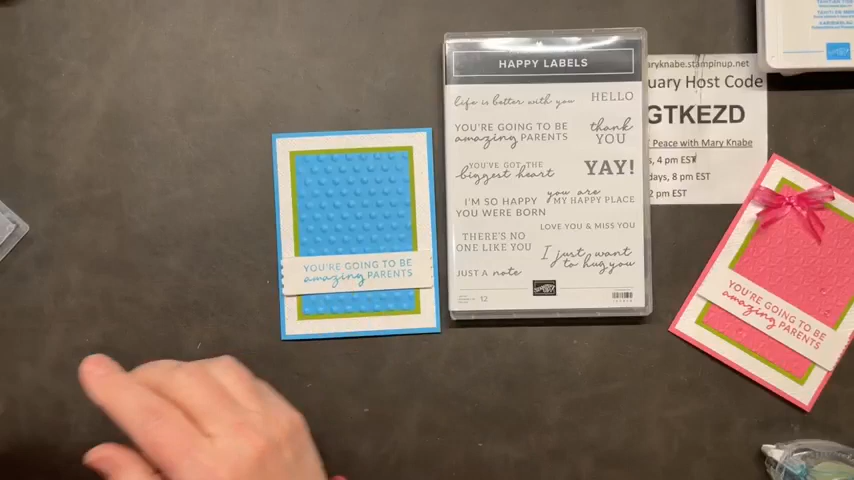 HAPPY LABELS
life is better with you
HELLO
YOU'RE GOING TO BE
amazing PARENTS
thank
YOU
YOU'VE GOT THE
biggest heart
YAY!
I'M SO HAPPY
YOU WERE BORN
you are
MY HAPPY PLACE
LOVE YOU & MISS YOU
THERE'S NO
ONE LIKE YOU
I just want
to hug you
JUST A note
12
YOU'RE GOING TO BE
amazing PARENTS
aryknabe.stampinup.net
uary Host Code
GTKEZD
Peace with Mary Knabe
s, 4 pm EST
days, 8 pm EST
2 pm EST
YOU'RE GOING TO BE
amazing PARENTS